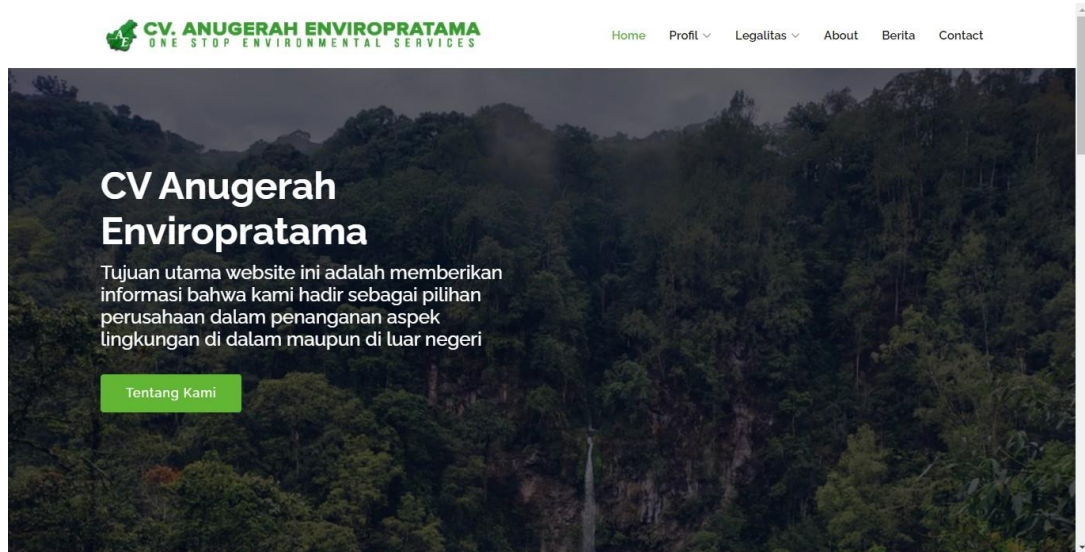 AE
CV. ANUGERAH ENVIROPRATAMA
ONE STOP ENVIRONMENTAL SERVICES
Home Profil Legalitas About Berita Contact
CV Anugerah
Enviropratama
Tujuan utama website ini adalah memberikan
informasi bahwa kami hadir sebagai pilihan
perusahaan dalam penanganan aspek
lingkungan di dalam maupun di luar negeri
Tentang Kami